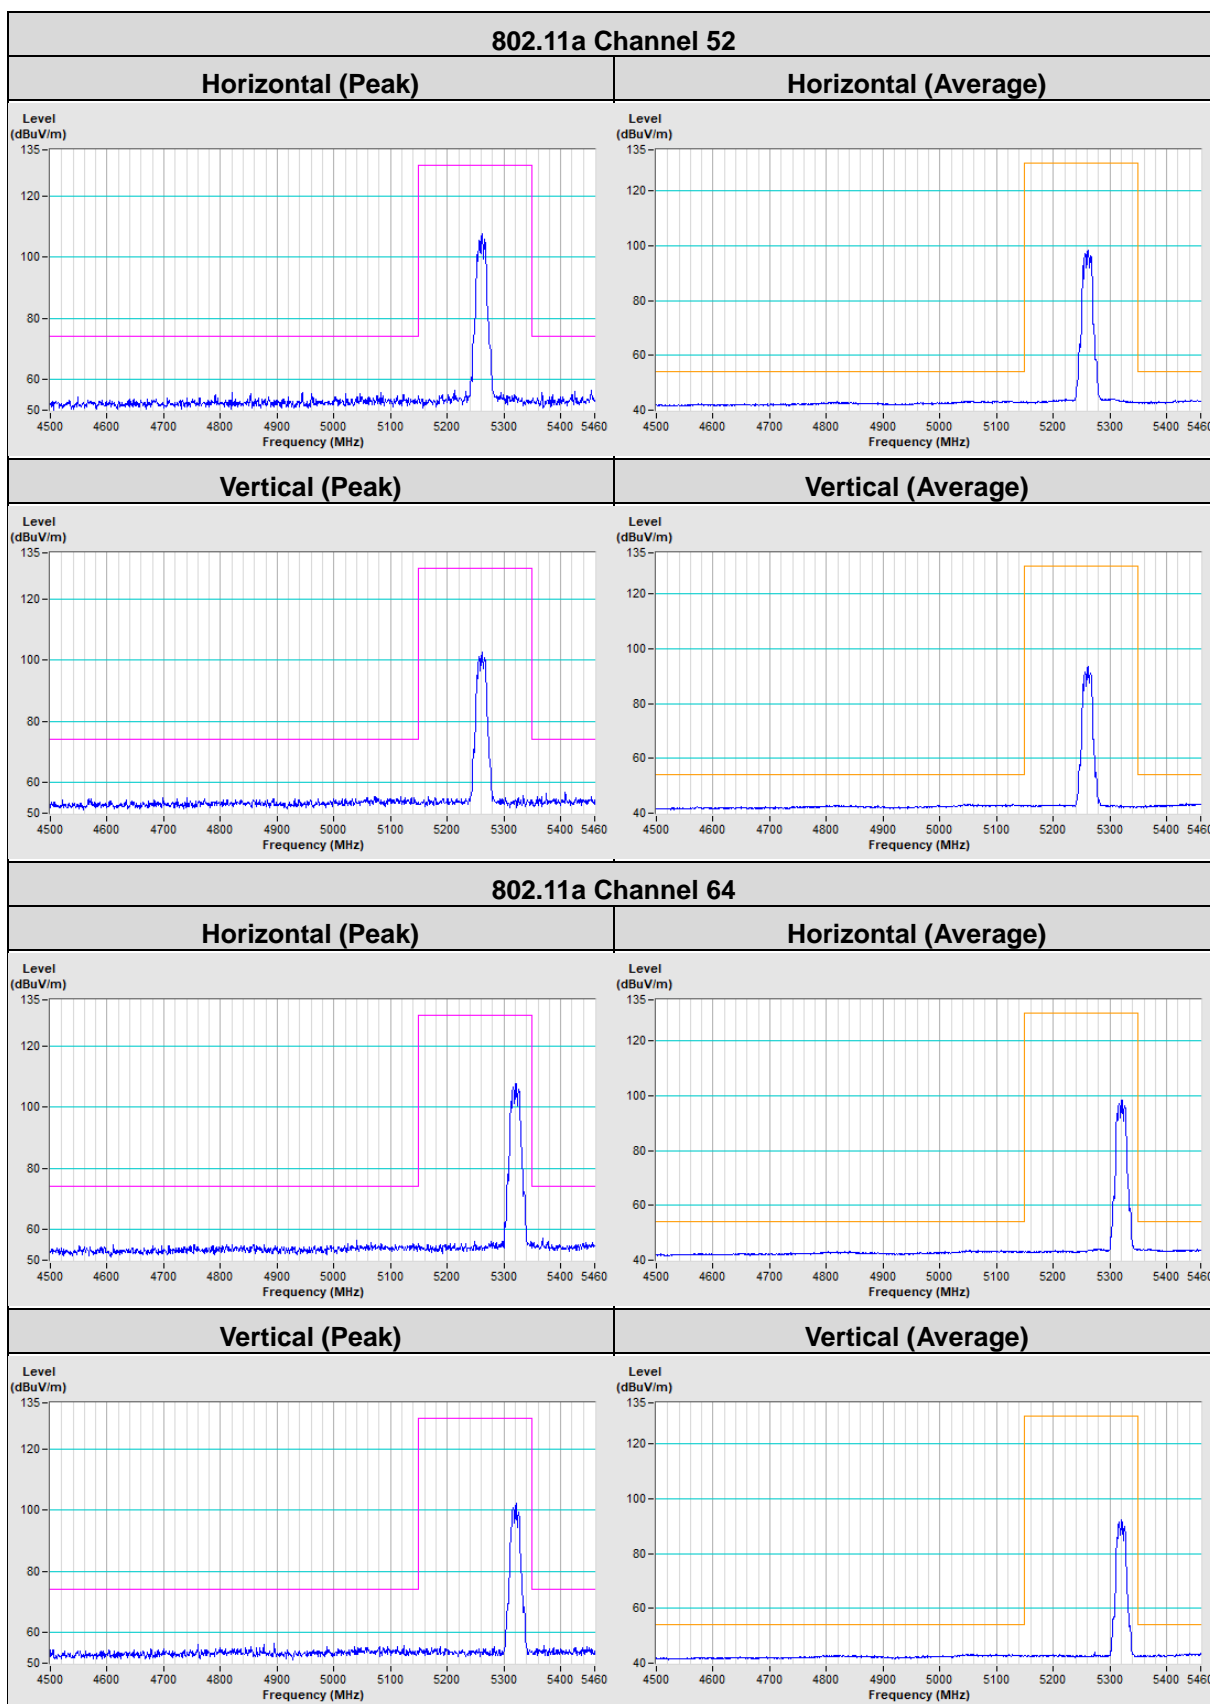 802.11a Channel 52
Horizontal (Peak)
Horizontal (Average)
Level
(dBuV/m)
135
120
100
80
60
50
4500 4600 4700 4800 4900 5000 5100 5200 5300 5400 5460
Frequency (MHz)
Level
(dBuV/m)
135
120
100
80
60
40
4500 4600 4700 4800 4900 5000 5100 5200 5300 5400 5460
Frequency (MHz)
Vertical (Peak)
Vertical (Average)
Level
(dBuV/m)
135
120
100
80
60
50
4500 4600 4700 4800 4900 5000 5100 5200 5300 5400 5460
Frequency (MHz)
Level
(dBuV/m)
135
120
100
80
60
40
4500 4600 4700 4800 4900 5000 5100 5200 5300 5400 5460
Frequency (MHz)
802.11a Channel 64
Horizontal (Peak)
Horizontal (Average)
Level
(dBuV/m)
135
120
100
80
60
50
4500 4600 4700 4800 4900 5000 5100 5200 5300 5400 5460
Frequency (MHz)
Level
(dBuV/m)
135
120
100
80
60
40
4500 4600 4700 4800 4900 5000 5100 5200 5300 5400 5460
Frequency (MHz)
Vertical (Peak)
Vertical (Average)
Level
(dBuV/m)
135
120
100
80
60
50
4500 4600 4700 4800 4900 5000 5100 5200 5300 5400 5460
Frequency (MHz)
Level
(dBuV/m)
135
120
100
80
60
40
4500 4600 4700 4800 4900 5000 5100 5200 5300 5400 5460
Frequency (MHz)